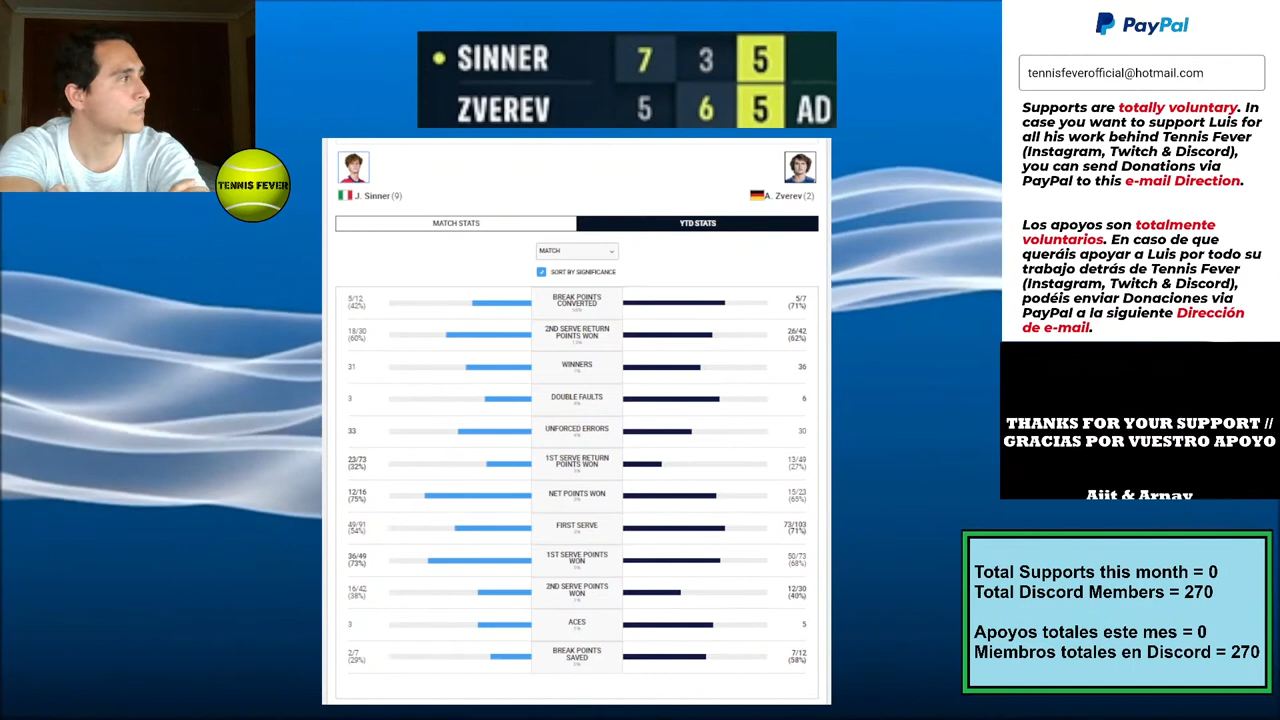 SINNER 7 3 5
ZVEREV 5 6 5 AD
TENNIS FEVER
J. Sinner (9)
A. Zverev (2)
MATCH STATS
YTD STATS
MATCH
SORT BY SIGNIFICANCE
5/12
(42%)
BREAK POINTS
CONVERTED
5/7
(71%)
18/30
(60%)
2ND SERVE RETURN
POINTS WON
26/42
(62%)
31
WINNERS
36
3
DOUBLE FAULTS
6
33
UNFORCED ERRORS
30
23/73
(32%)
1ST SERVE RETURN
POINTS WON
13/49
(27%)
12/16
(75%)
NET POINTS WON
15/23
(65%)
49/91
(54%)
FIRST SERVE
73/103
(71%)
36/49
(73%)
1ST SERVE POINTS
WON
50/73
(68%)
16/42
(38%)
2ND SERVE POINTS
WON
12/30
(40%)
3
ACES
5
2/7
(29%)
BREAK POINTS
SAVED
7/12
(58%)
PayPal
tennisfeverofficial@hotmail.com
Supports are totally voluntary. In
case you want to support Luis for
all his work behind Tennis Fever
(Instagram, Twitch & Discord),
you can send Donations via
PayPal to this e-mail Direction.
Los apoyos son totalmente
voluntarios. En caso de que
queráis apoyar a Luis por todo su
trabajo detrás de Tennis Fever
(Instagram, Twitch & Discord),
podéis enviar Donaciones via
PayPal a la siguiente Dirección
de e-mail.
THANKS FOR YOUR SUPPORT //
GRACIAS POR VUESTRO APOYO
Ajit & Arnay
Total Supports this month = 0
Total Discord Members = 270
Apoyos totales este mes = 0
Miembros totales en Discord = 270